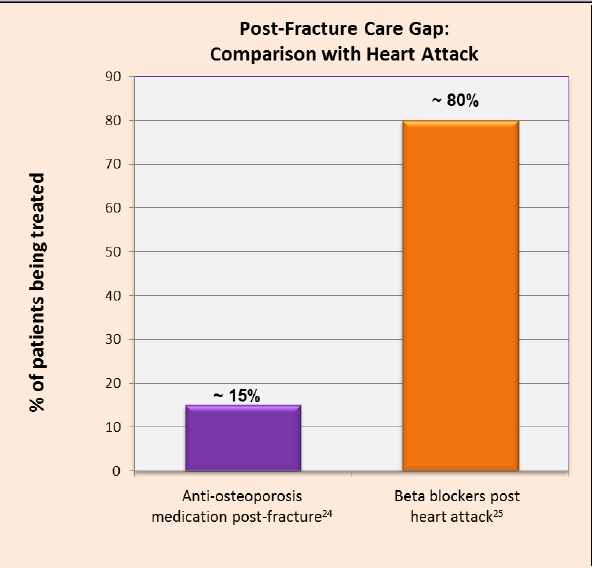 Post-Fracture Care Gap:
Comparison with Heart Attack
% of patients being treated
90
80
70
60
50
40
30
20
10
0
~ 80%
~ 15%
Anti-osteoporosis
medication post-fracture²⁴
Beta blockers post
heart attack²⁵